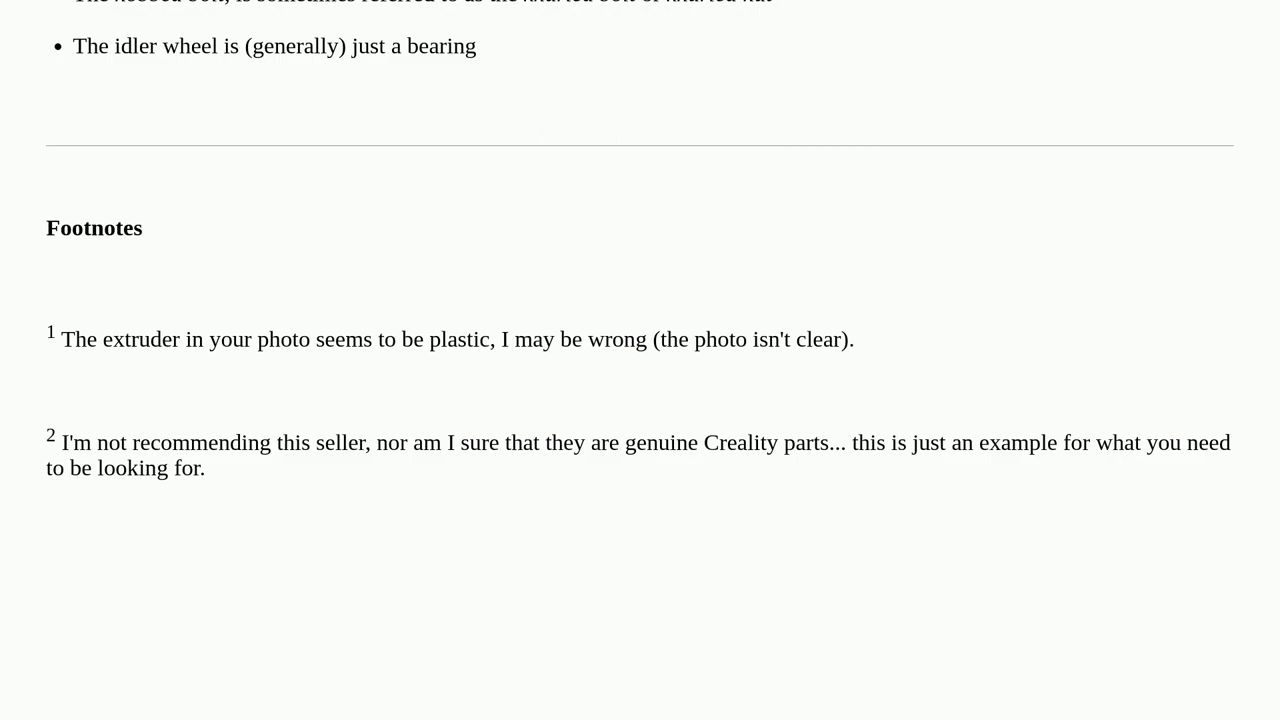 The idler wheel is (generally) just a bearing
Footnotes
1 The extruder in your photo seems to be plastic, I may be wrong (the photo isn't clear).
2 I'm not recommending this seller, nor am I sure that they are genuine Creality parts... this is just an example for what you need
to be looking for.